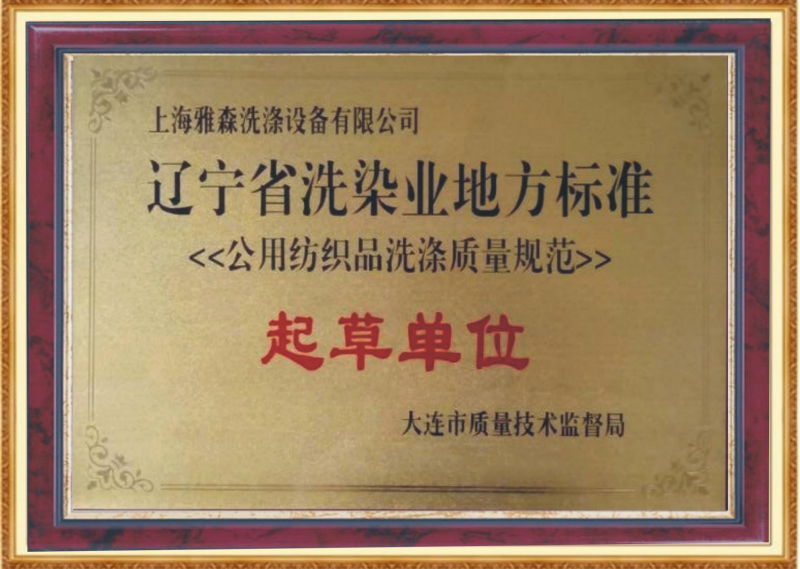 上海雅森洗涤设备有限公司
辽宁省洗染业地方标准
<<公用纺织品洗涤质量规范>>
起草单位
大连市质量技术监督局